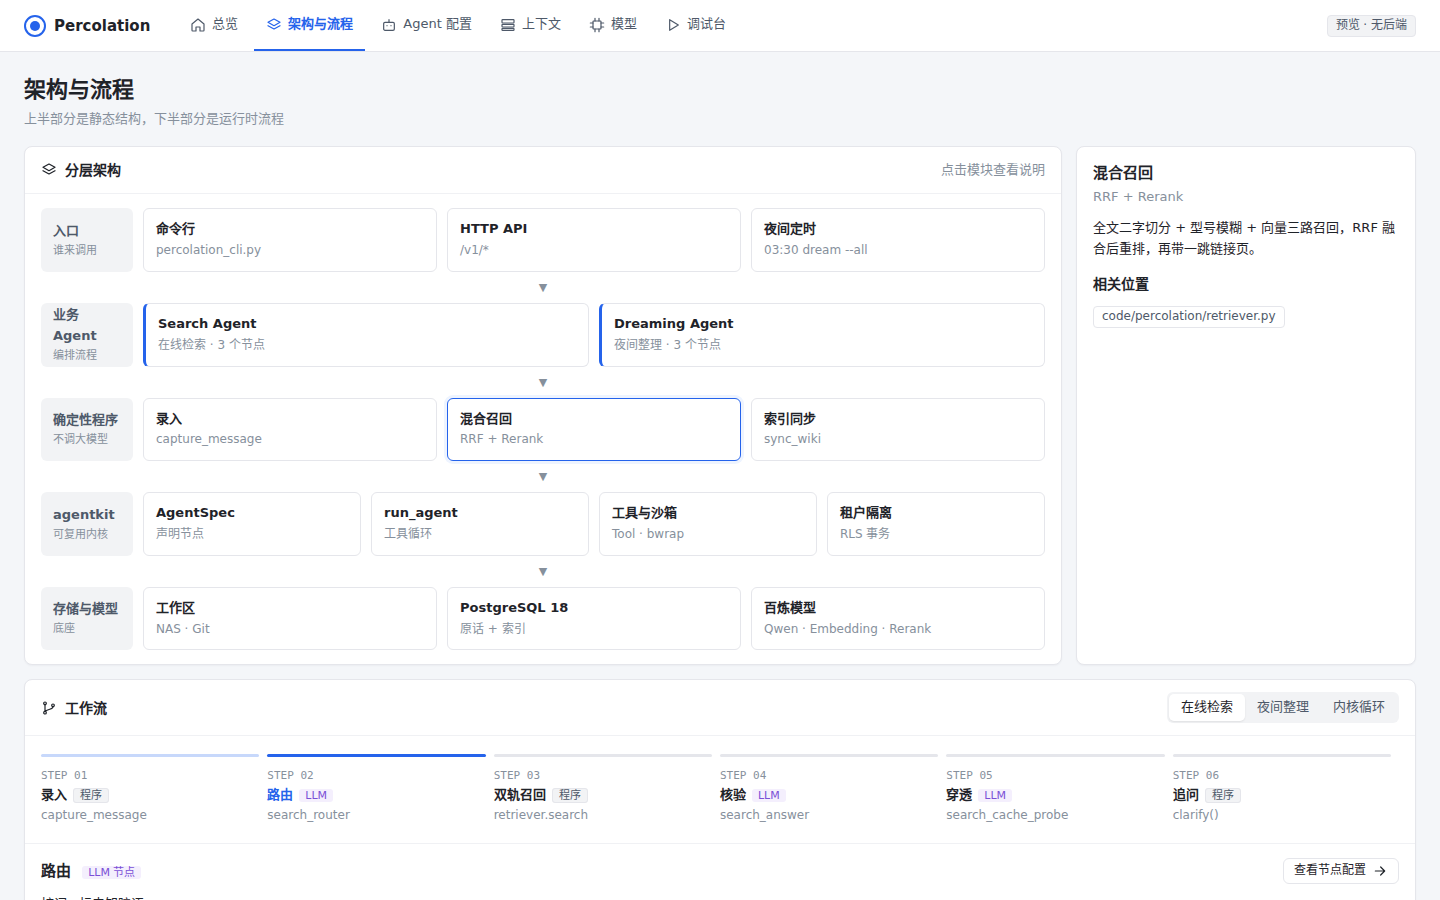 Percolation
总览
架构与流程
Agent 配置
上下文
模型
调试台
预览 · 无后端
架构与流程
上半部分是静态结构，下半部分是运行时流程
分层架构
点击模块查看说明
入口
谁来调用
命令行
percolation_cli.py
HTTP API
/v1/*
夜间定时
03:30 dream --all
▼
业务
Agent
编排流程
Search Agent
在线检索 · 3 个节点
Dreaming Agent
夜间整理 · 3 个节点
▼
确定性程序
不调大模型
录入
capture_message
混合召回
RRF + Rerank
索引同步
sync_wiki
▼
agentkit
可复用内核
AgentSpec
声明节点
run_agent
工具循环
工具与沙箱
Tool · bwrap
租户隔离
RLS 事务
▼
存储与模型
底座
工作区
NAS · Git
PostgreSQL 18
原话 + 索引
百炼模型
Qwen · Embedding · Rerank
混合召回
RRF + Rerank
全文二字切分 + 型号模糊 + 向量三路召回，RRF 融
合后重排，再带一跳链接页。
相关位置
code/percolation/retriever.py
工作流
在线检索
夜间整理
内核循环
STEP 01
录入 程序
capture_message
STEP 02
路由 LLM
search_router
STEP 03
双轨召回 程序
retriever.search
STEP 04
核验 LLM
search_answer
STEP 05
穿透 LLM
search_cache_probe
STEP 06
追问 程序
clarify()
路由 LLM 节点
查看节点配置